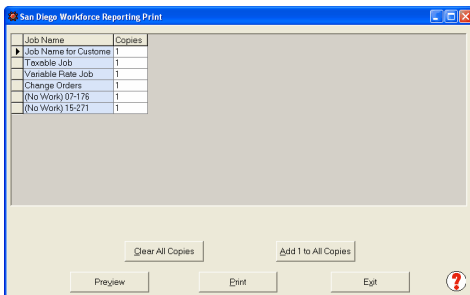 San Diego Workforce Reporting Print
Job Name Copies
Job Name for Custome 1
Taxable Job 1
Variable Rate Job 1
Change Orders 1
(No Work) 07-176 1
(No Work) 15-271 1
Clear All Copies Add 1 to All Copies
Preview Print Exit ?